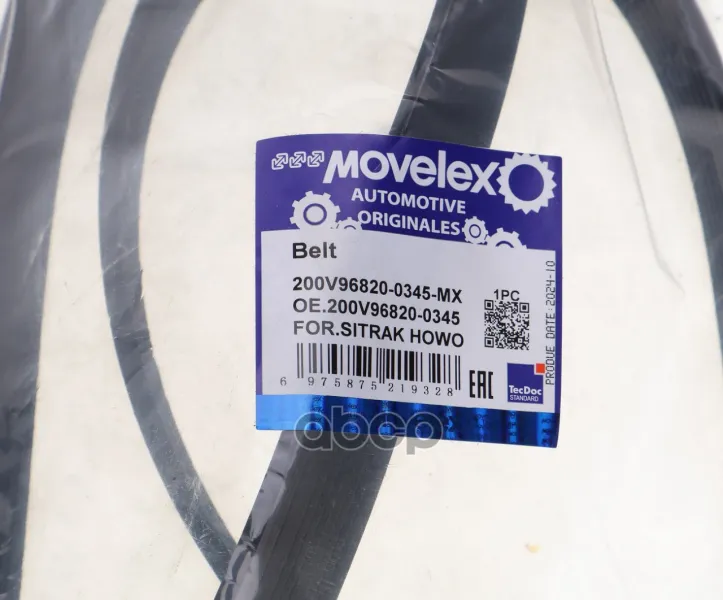 MOVELEX
AUTOMOTIVE
ORIGINALES
Belt
200V96820-0345-MX
1PC
OE.200V96820-0345
FOR.SITRAK HOWO
6 975875 219328
EAC
TecDoc
STANDARD
PRODUE DATE:2024-10
abcp